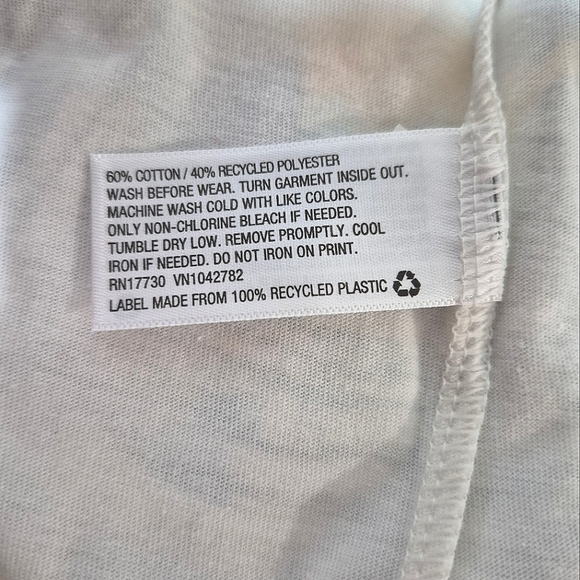 60% COTTON / 40% RECYCLED POLYESTER
WASH BEFORE WEAR. TURN GARMENT INSIDE OUT.
MACHINE WASH COLD WITH LIKE COLORS.
ONLY NON-CHLORINE BLEACH IF NEEDED.
TUMBLE DRY LOW. REMOVE PROMPTLY. COOL
IRON IF NEEDED. DO NOT IRON ON PRINT.
RN17730 VN1042782
LABEL MADE FROM 100% RECYCLED PLASTIC